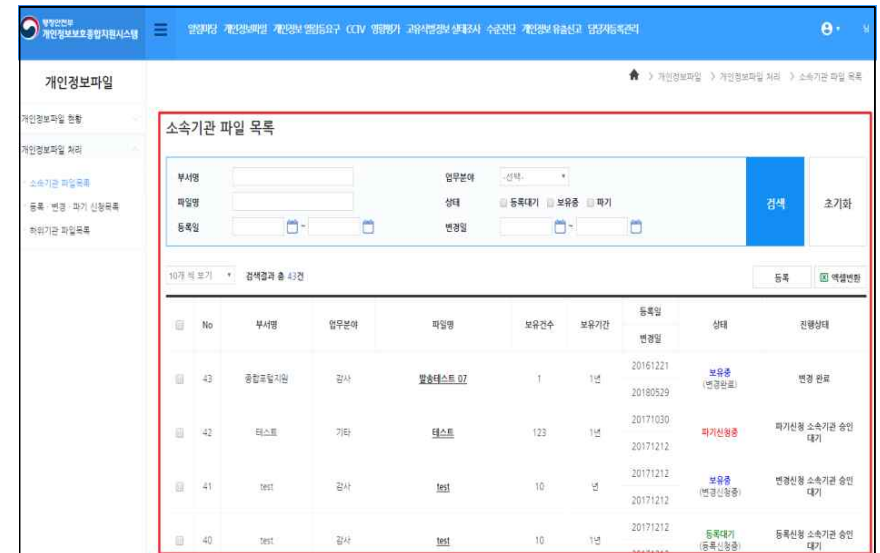 행정안전부
개인정보보호종합지원시스템
알림마당 개인정보파일 개인정보 열람등요구 CCTV 영향평가 고유식별정보 실태조사 수준진단 개인정보 유출신고 담당자등록관리
개인정보파일
> 개인정보파일 > 개인정보파일 처리 > 소속기관 파일 목록
개인정보파일 현황
개인정보파일 처리
소속기관 파일목록
등록 · 변경 · 파기 신청목록
하위기관 파일목록
소속기관 파일 목록
부서명 업무분야 -선택-
파일명 상태 등록대기 보유중 파기
등록일 ~ 변경일 ~
검색 초기화
10개 씩 보기 검색결과 총 43건 등록 엑셀변환
No 부서명 업무분야 파일명 보유건수 보유기간 등록일 변경일 상태 진행상태
43 종합포털지원 감사 발송테스트 07 1 1년 20161221 20180529 보유중 (변경완료) 변경 완료
42 테스트 기타 테스트 123 1년 20171030 20171212 파기신청중 파기신청 소속기관 승인 대기
41 test 감사 test 10 년 20171212 20171212 보유중 (변경신청중) 변경신청 소속기관 승인 대기
40 test 감사 test 10 1년 20171212 등록대기 (등록신청중) 등록신청 소속기관 승인 대기